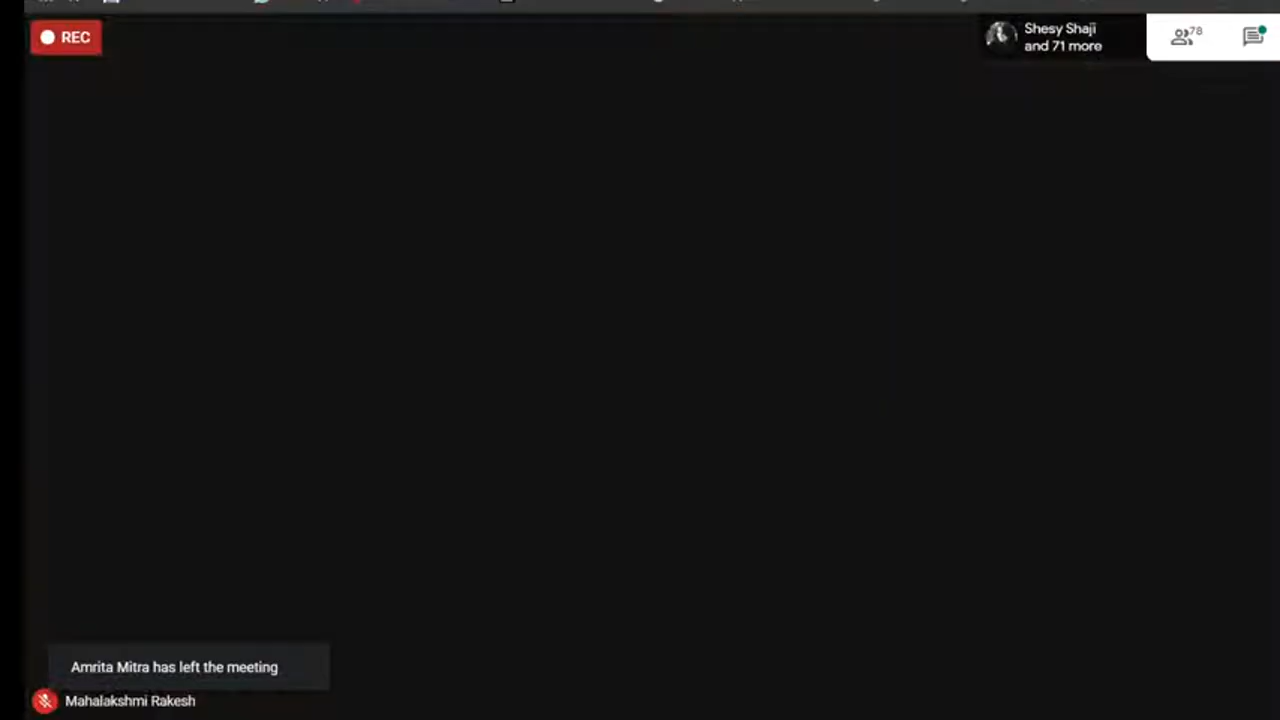 REC
Shesy Shaji
and 71 more
78
Amrita Mitra has left the meeting
Mahalakshmi Rakesh